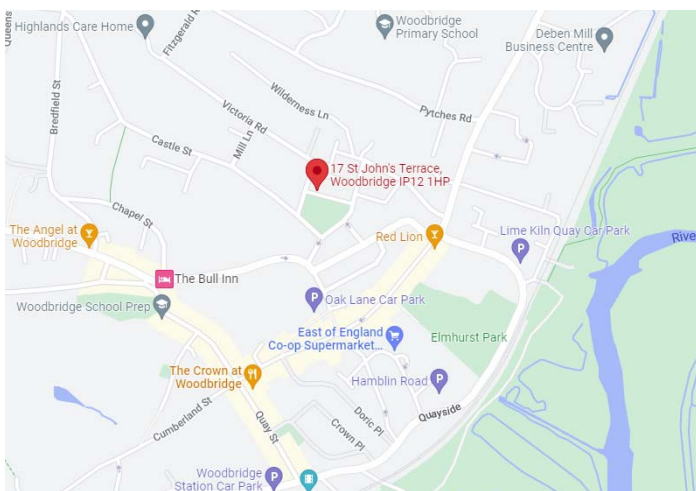 Queens
Highlands Care Home
Fitzgerald R
Woodbridge
Primary School
Deben Mill
Business Centre
Bredfield St
Victoria Rd
Wilderness Ln
Pytches Rd
Castle St
Mill Ln
17 St John's Terrace,
Woodbridge IP12 1HP
Chapel St
The Angel at
Woodbridge
Red Lion
Lime Kiln Quay Car Park
Rive
The Bull Inn
Woodbridge School Prep
Oak Lane Car Park
East of England
Co-op Supermarket...
Elmhurst Park
The Crown at
Woodbridge
Hamblin Road
Cumberland St
Quay St
Doric Pl
Crown Pl
Quayside
Woodbridge
Station Car Park